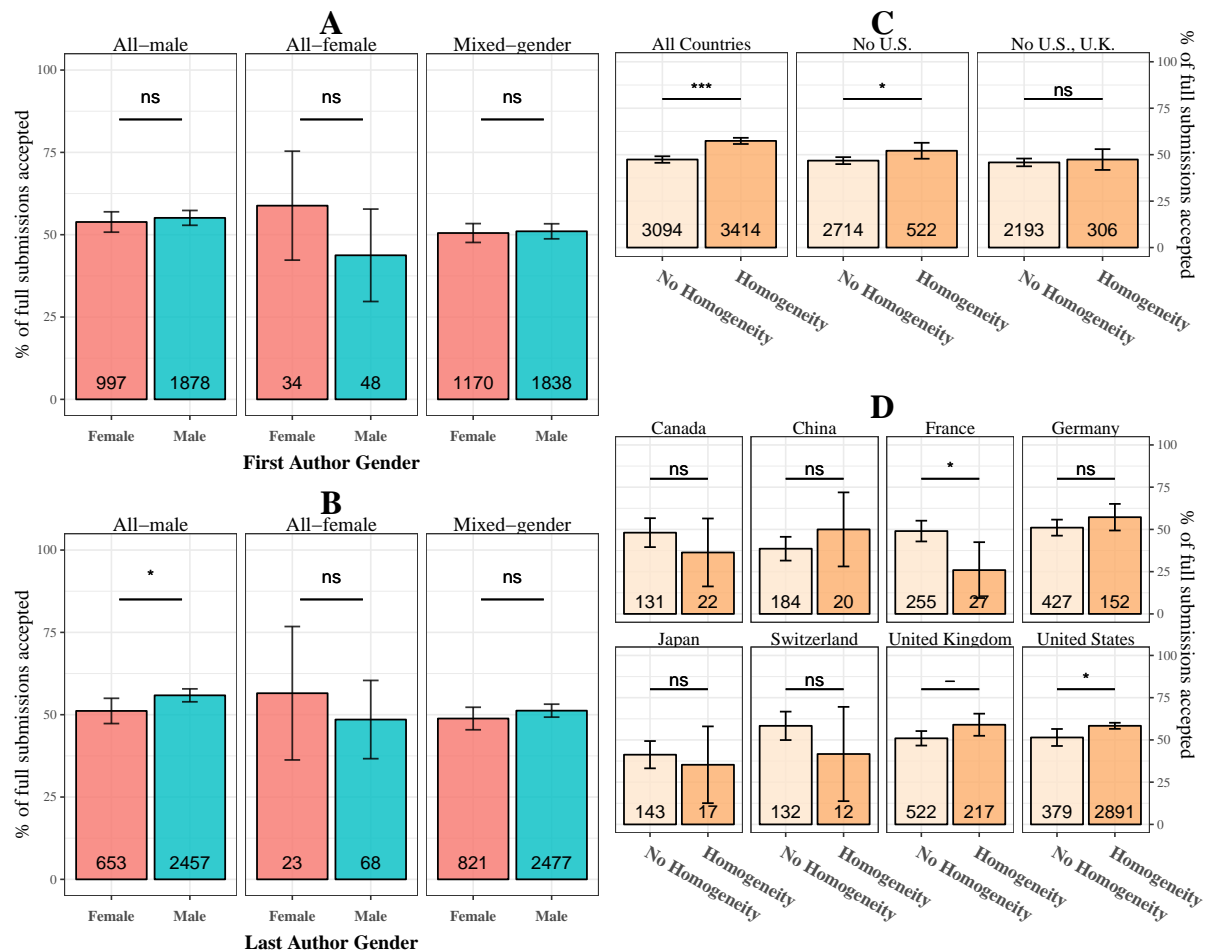 A
All−male All−female Mixed−gender
ns ns ns
100
75
50
25
0
% of full submissions accepted
997 1878 34 48 1170 1838
Female Male Female Male Female Male
First Author Gender
B
All−male All−female Mixed−gender
* ns ns
100
75
50
25
0
% of full submissions accepted
653 2457 23 68 821 2477
Female Male Female Male Female Male
Last Author Gender
C
All Countries No U.S. No U.S., U.K.
*** * ns
100
75
50
25
0
% of full submissions accepted
3094 3414 2714 522 2193 306
No Homogeneity Homogeneity No Homogeneity Homogeneity No Homogeneity Homogeneity
D
Canada China France Germany
ns ns * ns
100
75
50
25
0
131 22 184 20 255 27 427 152
% of full submissions accepted
Japan Switzerland United Kingdom United States
ns ns − *
100
75
50
25
0
143 17 132 12 522 217 379 2891
No Homogeneity Homogeneity No Homogeneity Homogeneity No Homogeneity Homogeneity No Homogeneity Homogeneity